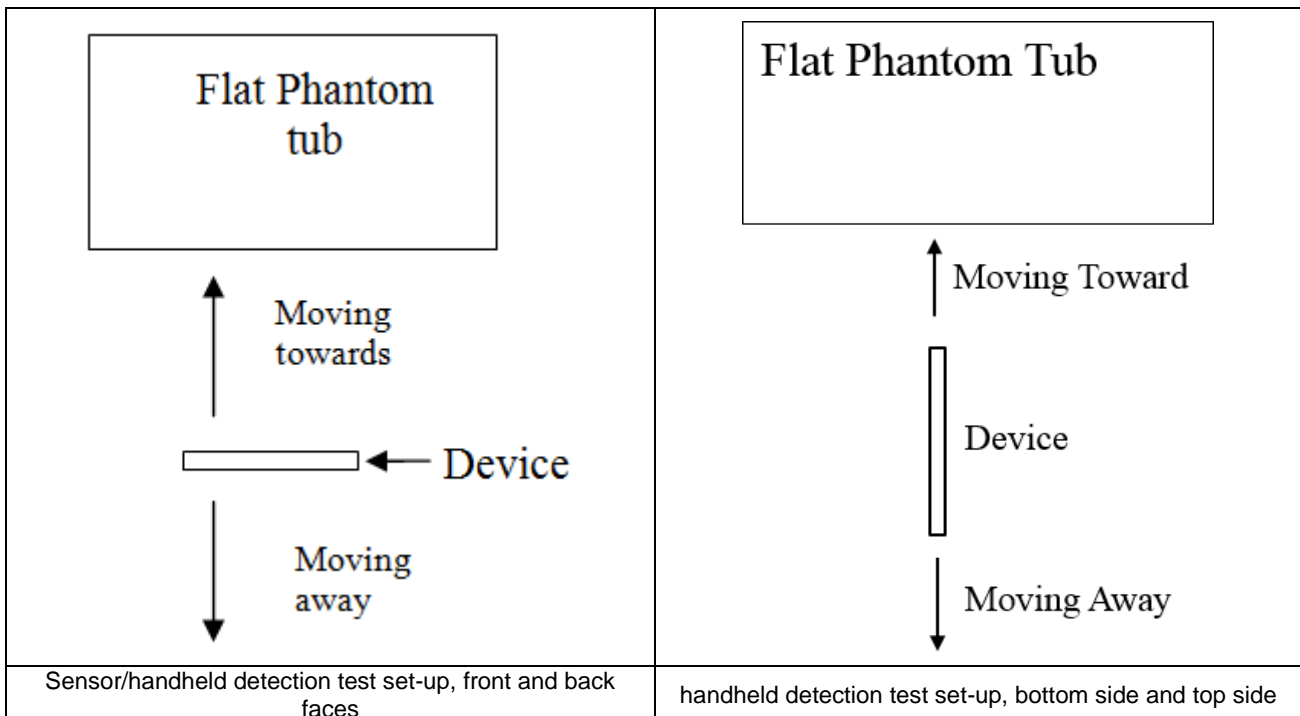 Flat Phantom
tub
Moving
towards
Device
Moving
away
Sensor/handheld detection test set-up, front and back
faces
Flat Phantom Tub
Moving Toward
Device
Moving Away
handheld detection test set-up, bottom side and top side